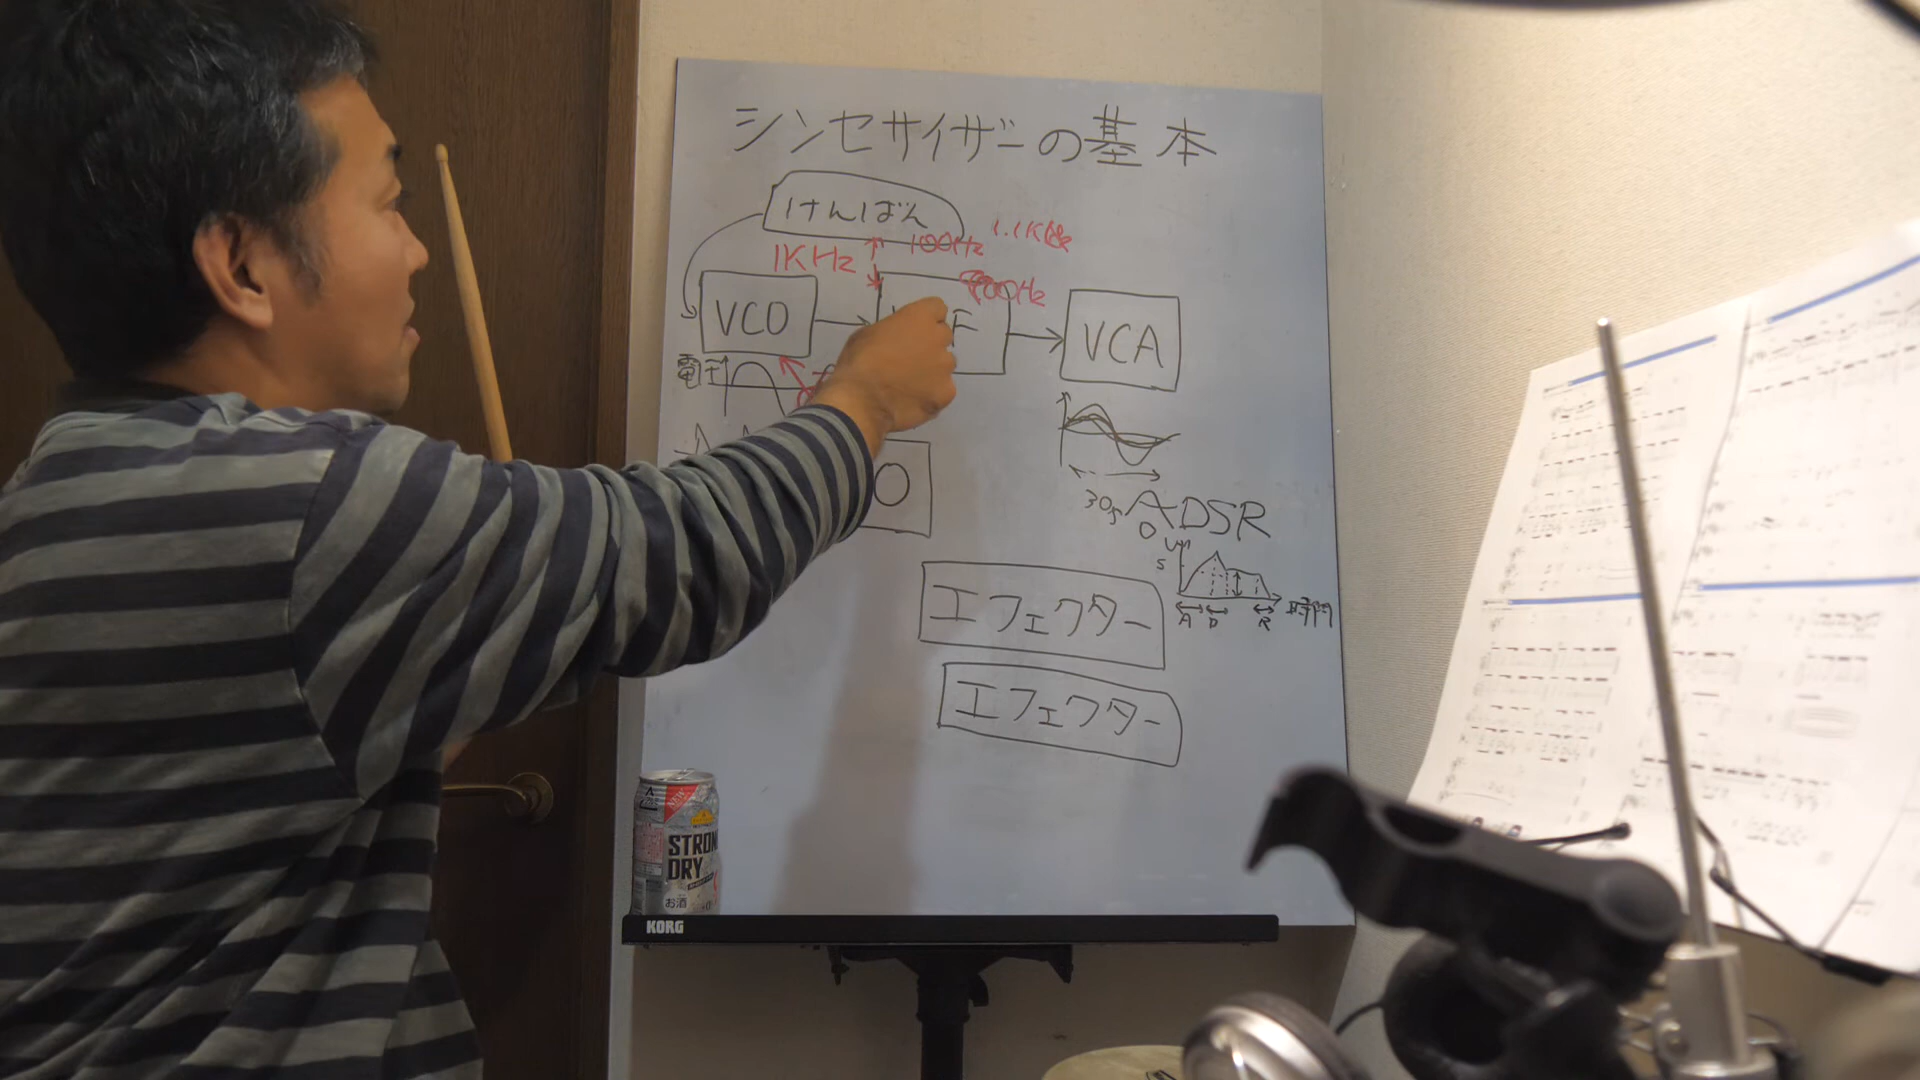 シンセサイザーの基本
けんばん
1KHz
100Hz
1.1KHz
900Hz
VCO
F
VCA
電圧
O
30
ADSR
0
V
5
A
D
R
時間
エフェクター
エフェクター
NEW
STRON
DRY
お酒
KORG